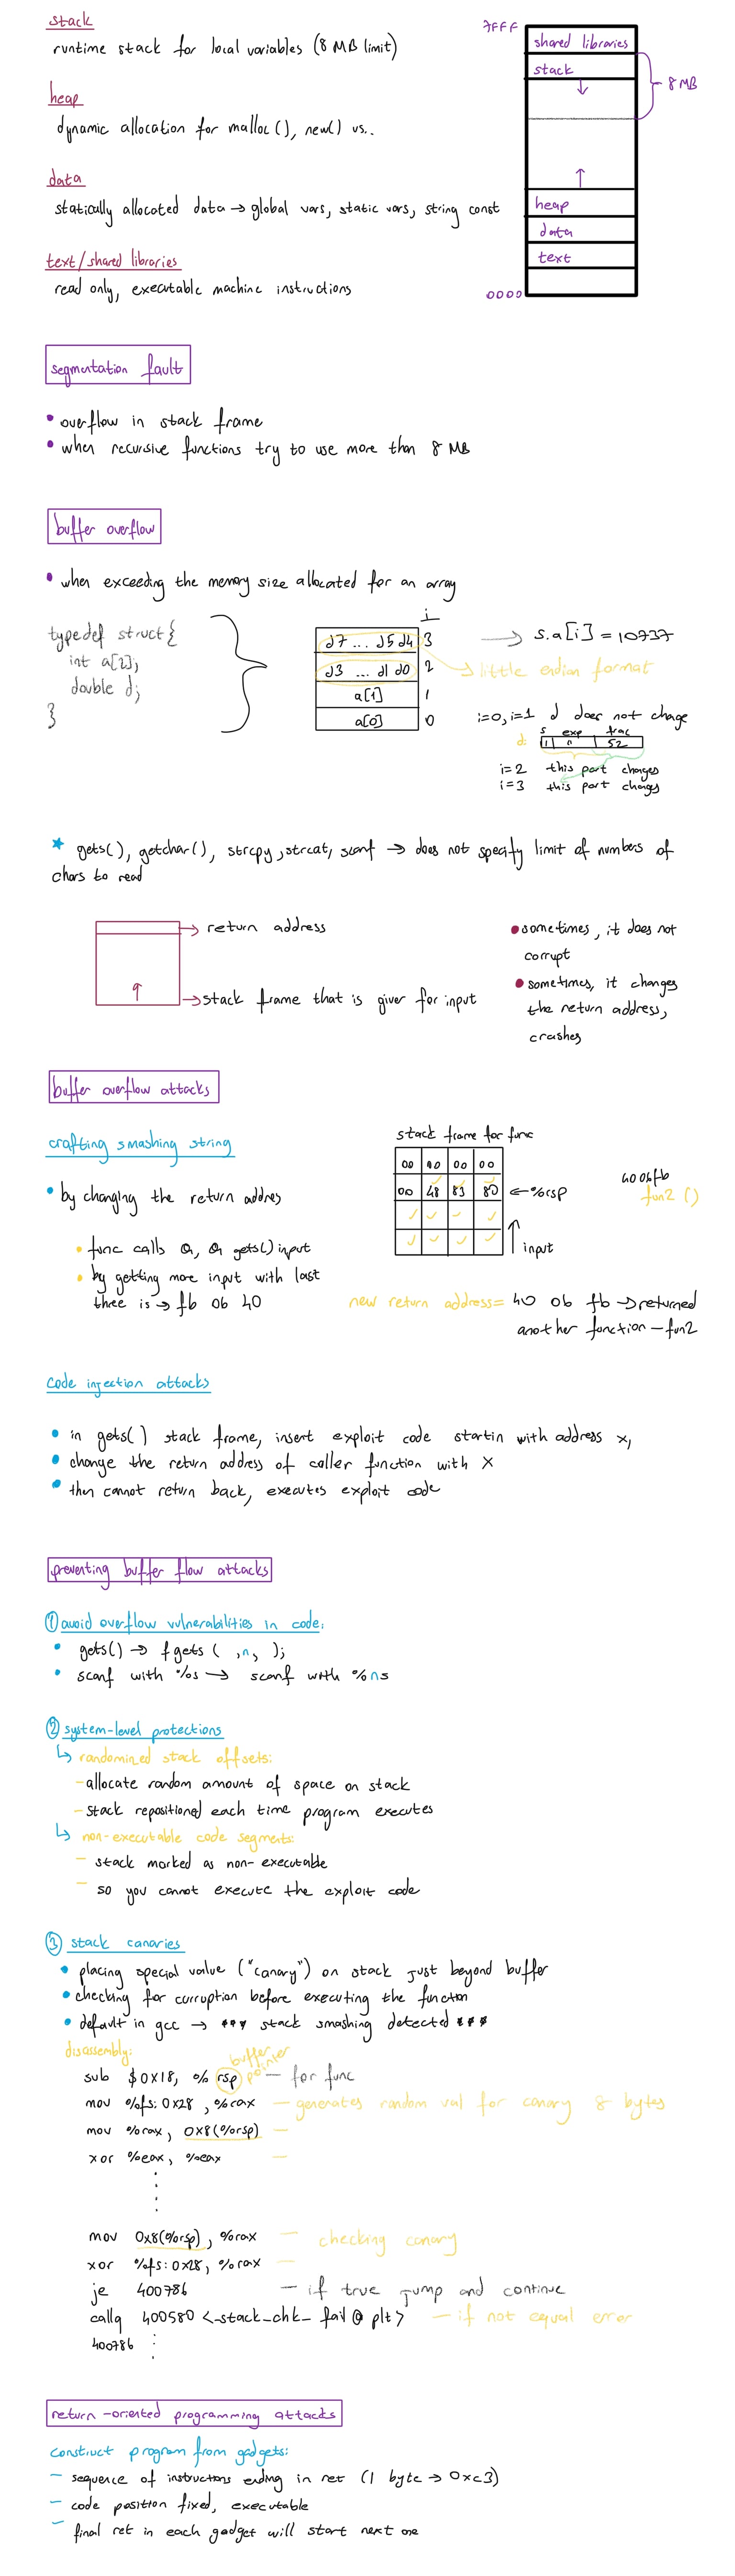 stack
runtime stack for local variables (8 MB limit)
heap
dynamic allocation for malloc(), new() vs..
data
statically allocated data → global vars, static vars, string const
text/shared libraries
read only, executable machine instructions
7FFF
shared libraries
stack
8 MB
heap
data
text
0000
segmentation fault
• overflow in stack frame
• when recursive functions try to use more than 8 MB
buffer overflow
• when exceeding the memory size allocated for an array
typedef struct{
int a[2];
double d;
}
i
d7 ... d5 d4 3
d3 ... d1 d0 2
a[1] 1
a[0] 0
→ s.a[i] = 10737
→ little endian format
i=0, i=1 d does not change
s exp frac
d: 52
i=2 this part changes
i=3 this part changes
★ gets(), getchar(), strcpy, strcat, scanf → does not specify limit of numbers of
chars to read
→ return address
→ stack frame that is given for input
• sometimes, it does not
corrupt
• sometimes, it changes
the return address,
crashes
buffer overflow attacks
crafting smashing string
• by changing the return addres
• func calls a, a gets() input
• by getting more input with last
three is → fb 0b 40
stack frame for func
00 00 00 00
00 48 83 80 ← %rsp
↑ input
4006fb
fun2 ()
new return address = 40 0b fb → returned
another function - fun2
code injection attacks
• in gets( ) stack frame, insert exploit code startin with address x,
• change the return address of caller function with X
• then cannot return back, executes exploit code
preventing buffer flow attacks
① avoid overflow vulnerabilities in code:
• gets() → fgets ( ,n, );
• scanf with %s → scanf with %ns
② system-level protections
↳ randomized stack offsets:
- allocate random amount of space on stack
- stack repositioned each time program executes
↳ non-executable code segments:
- stack marked as non-executable
- so you cannot execute the exploit code
③ stack canaries
• placing special value ("canary") on stack just beyond buffer
• checking for curruption before executing the function
• default in gcc → *** stack smashing detected ***
disassembly:
buffer pointer
sub $0X18, %rsp - for func
mov %fs:0x28, %rax - generates random val for canary 8 bytes
mov %rax, 0x8(%rsp) -
xor %eax, %eax -
mov 0x8(%rsp), %rax - checking canary
xor %fs:0x28, %rax -
je 400786 - if true jump and continue
callq 400580 <_stack_chk_fail@plt> - if not equal error
400786
return-oriented programming attacks
construct program from gadgets:
- sequence of instructions ending in ret (1 byte → 0xc3)
- code position fixed, executable
- final ret in each gadget will start next one